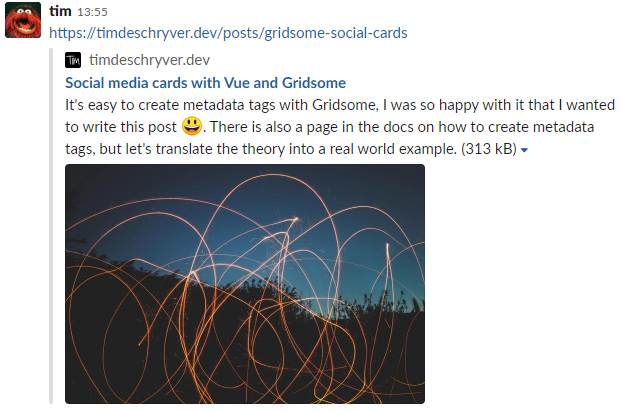 tim 13:55
https://timdeschryver.dev/posts/gridsome-social-cards
Tim timdeschryver.dev
Social media cards with Vue and Gridsome
It's easy to create metadata tags with Gridsome, I was so happy with it that I wanted
to write this post 😃. There is also a page in the docs on how to create metadata
tags, but let's translate the theory into a real world example. (313 kB)